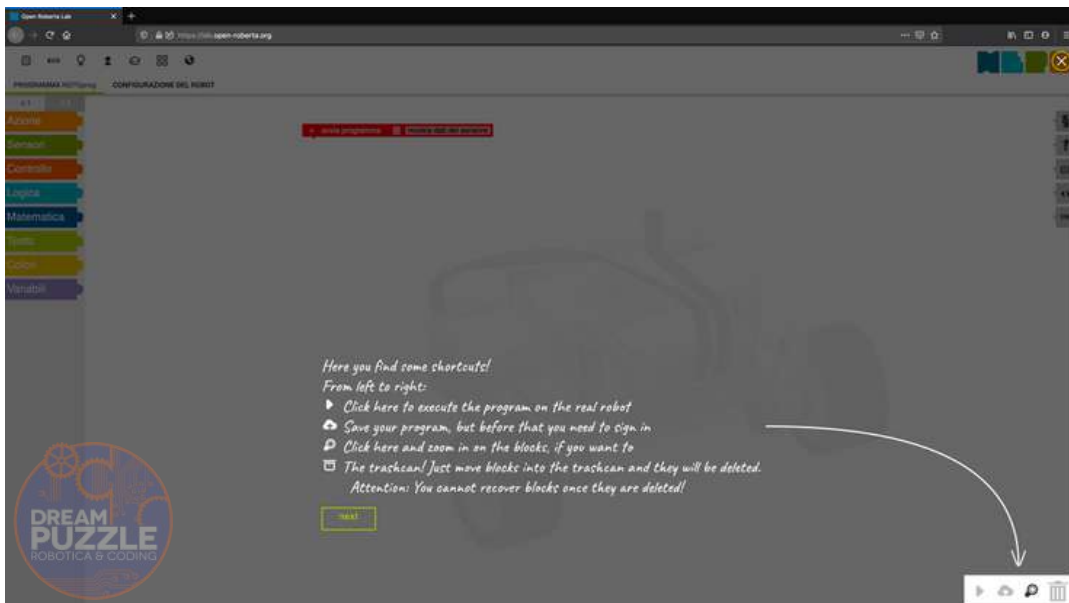 Open Roberta Lab
https://lab.open-roberta.org
PROGRAMMA NEPOprog
CONFIGURAZIONE DEL ROBOT
Azione
Sensori
Controllo
Logica
Matematica
Testo
Colori
Variabili
avvia programma
mostra dati dei sensori
Here you find some shortcuts!
From left to right:
Click here to execute the program on the real robot
Save your program, but before that you need to sign in
Click here and zoom in on the blocks, if you want to
The trashcan! Just move blocks into the trashcan and they will be deleted.
Attention: You cannot recover blocks once they are deleted!
next
DREAM
PUZZLE
ROBOTICA & CODING